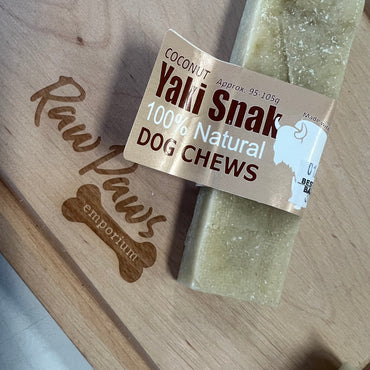 COCONUT
Yaki Snak
Approx. 95-105g
100% Natural
DOG CHEWS
Raw Paws
emporium